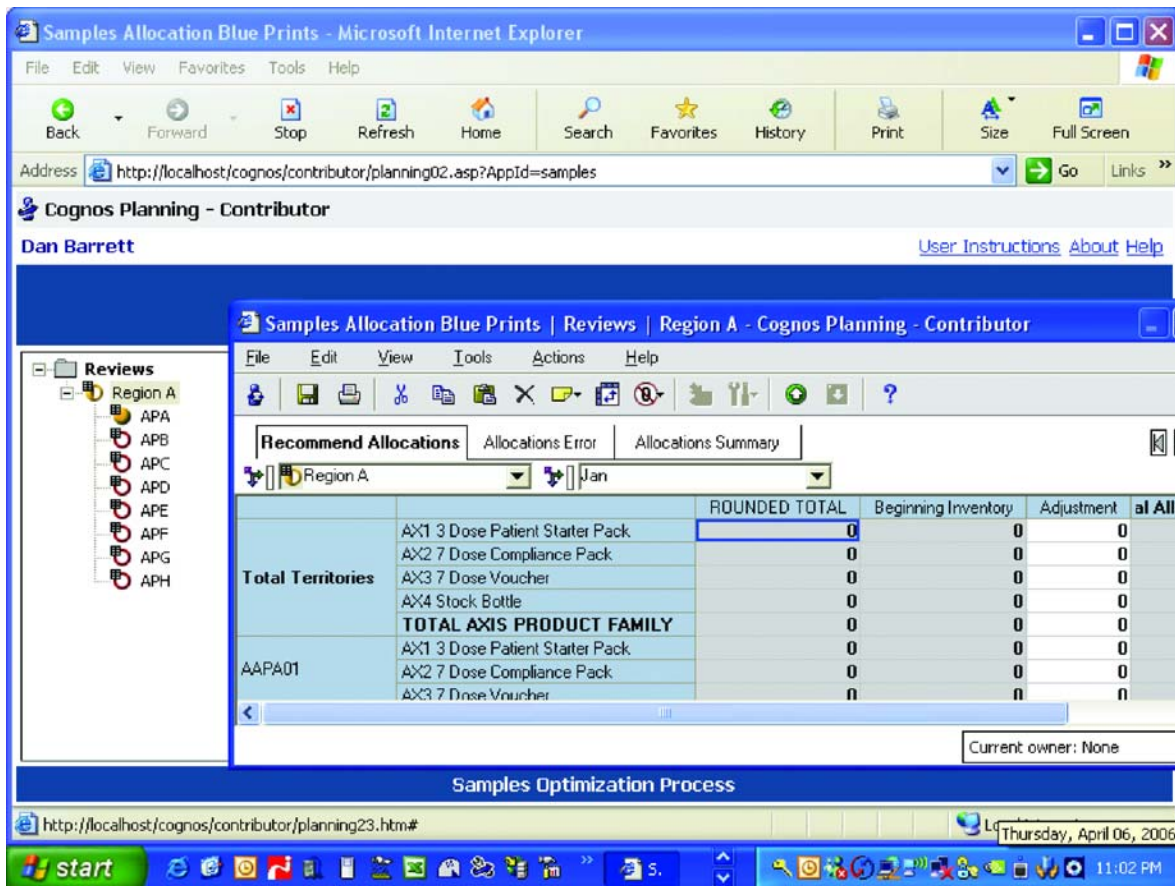 Samples Allocation Blue Prints - Microsoft Internet Explorer
File Edit View Favorites Tools Help
Back Forward Stop Refresh Home Search Favorites History Print Size Full Screen
Address http://localhost/cognos/contributor/planning02.asp?AppId=samples Go Links »
Cognos Planning - Contributor
Dan Barrett User Instructions About Help
Samples Allocation Blue Prints | Reviews | Region A - Cognos Planning - Contributor
File Edit View Tools Actions Help
Reviews
Region A
APA
APB
APC
APD
APE
APF
APG
APH
Recommend Allocations Allocations Error Allocations Summary
Region A Jan
ROUNDED TOTAL Beginning Inventory Adjustment al All
Total Territories
AX1 3 Dose Patient Starter Pack 0 0 0
AX2 7 Dose Compliance Pack 0 0 0
AX3 7 Dose Voucher 0 0 0
AX4 Stock Bottle 0 0 0
TOTAL AXIS PRODUCT FAMILY 0 0 0
AAPA01
AX1 3 Dose Patient Starter Pack 0 0 0
AX2 7 Dose Compliance Pack 0 0 0
AX3 7 Dose Voucher 0 0 0
Current owner: None
Samples Optimization Process
http://localhost/cognos/contributor/planning23.htm#
Thursday, April 06, 2006
start » S. 11:02 PM